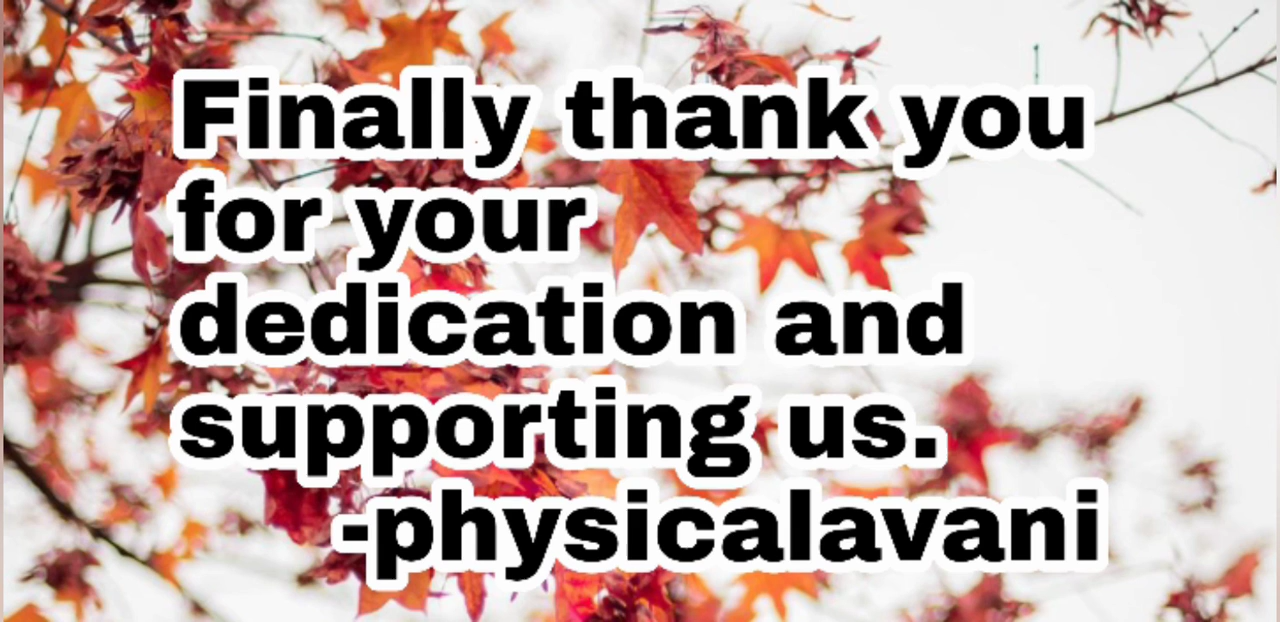 Finally thank you
for your
dedication and
supporting us.
-physicalavani